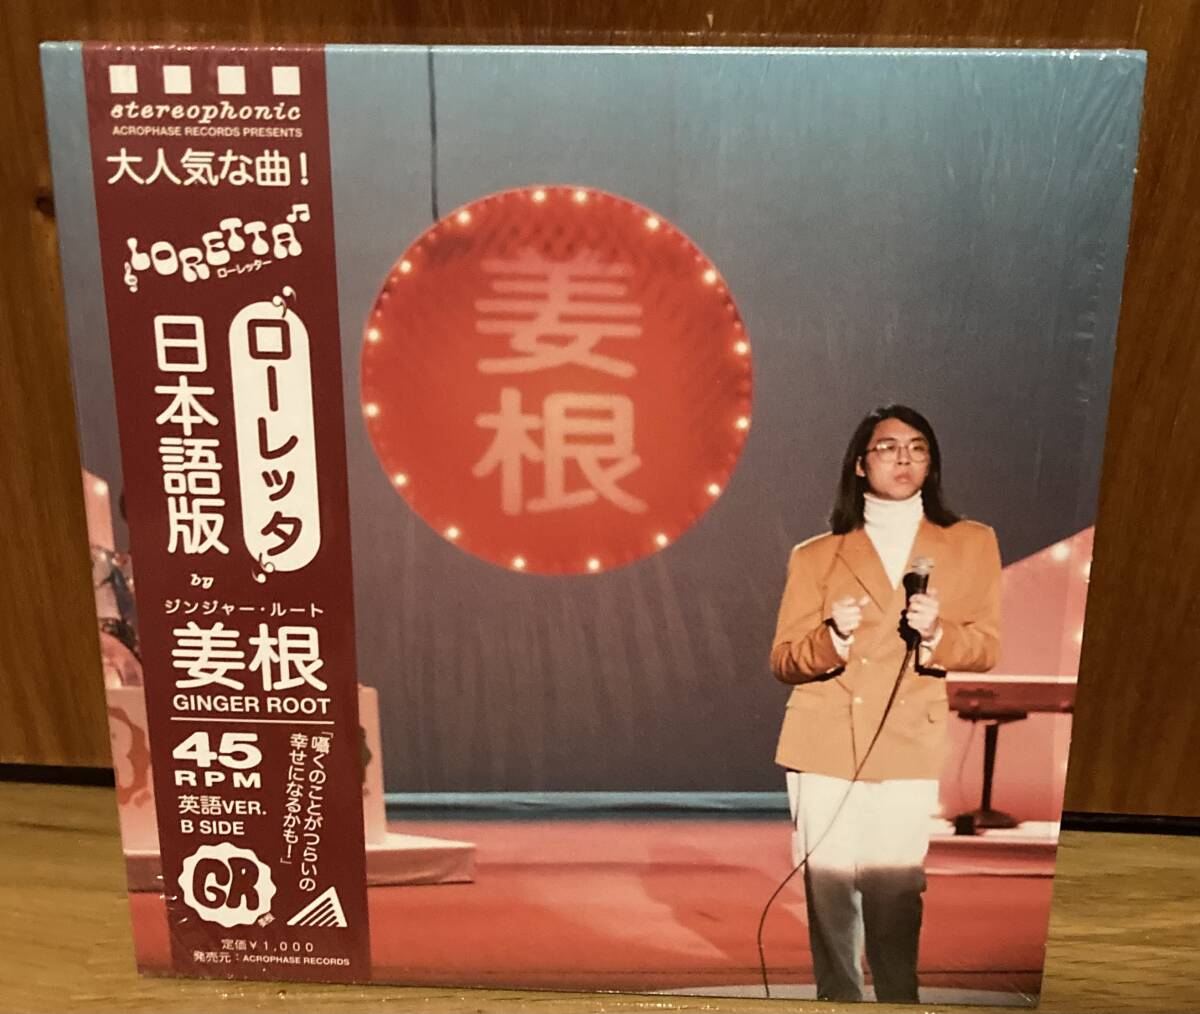 stereophonic
ACROPHASE RECORDS PRESENTS
大人気な曲！
LORETTA
ローレッター
ローレッタ
日本語版
by
ジンジャー・ルート
姜根
GINGER ROOT
45
RPM
英語VER.
B SIDE
「囁くのことがつらいの
幸せになるかも！」
GR
姜根
定価￥1,000
発売元：ACROPHASE RECORDS
姜
根